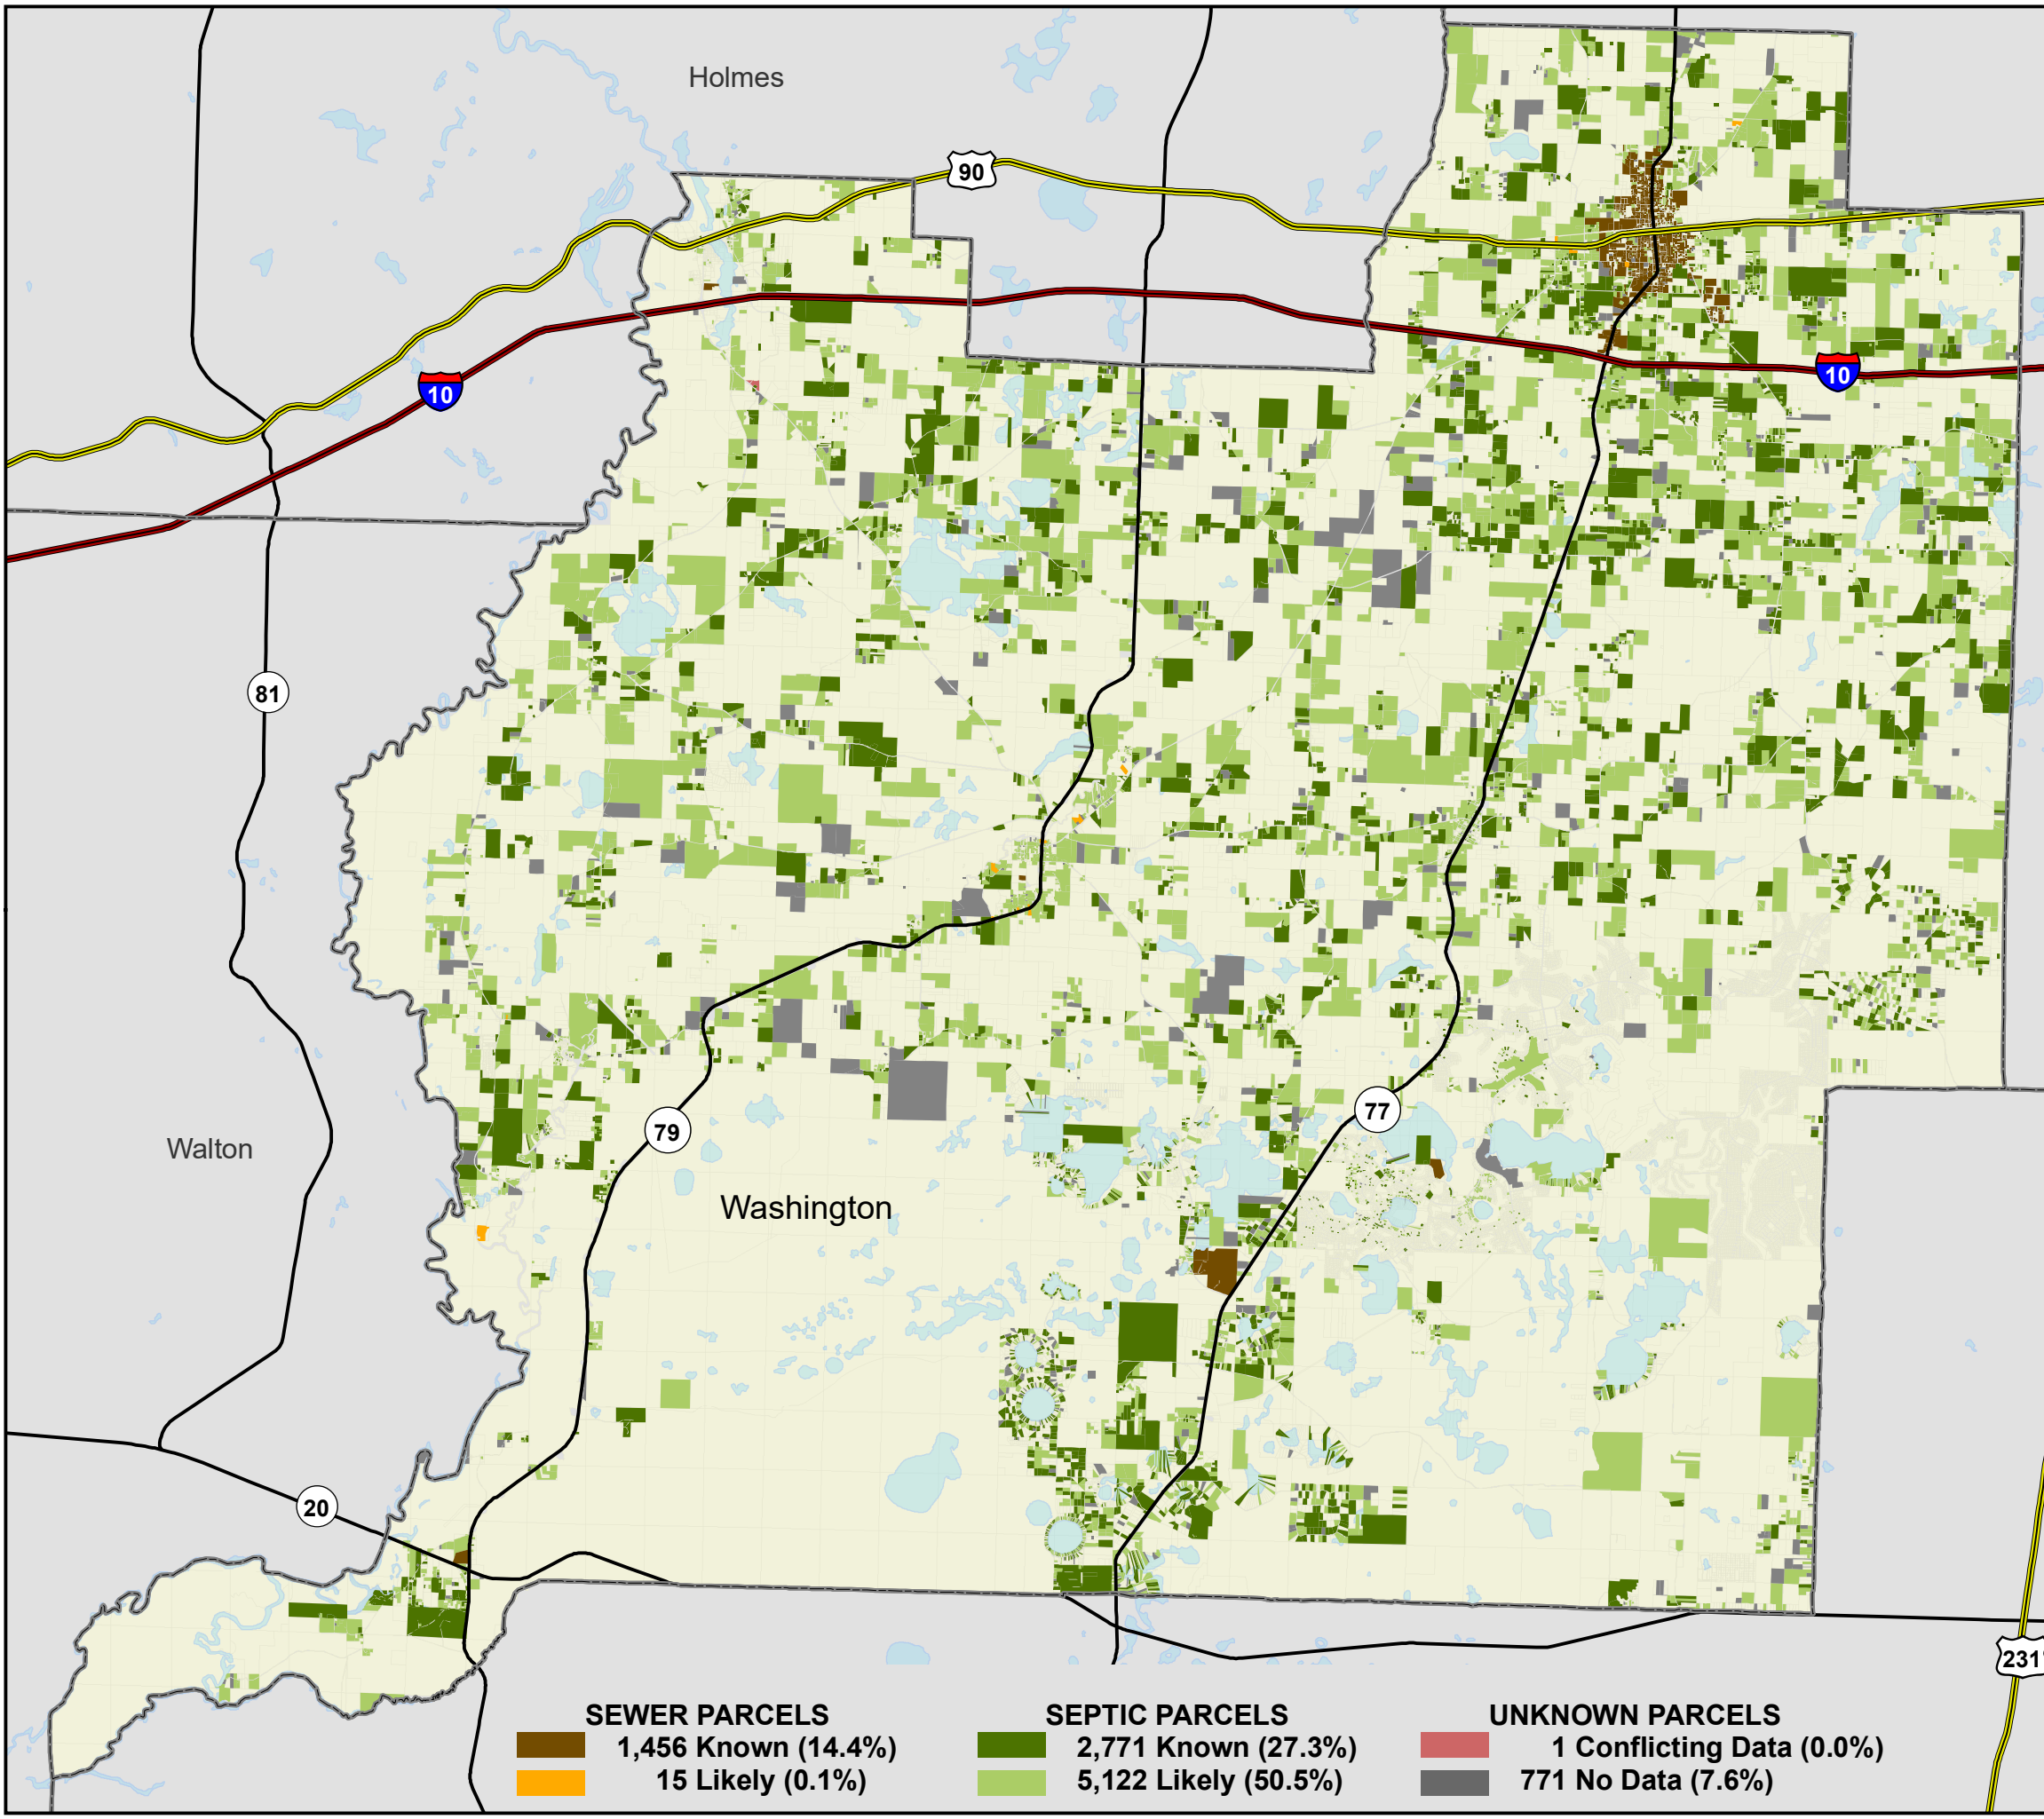 Holmes
90
10
10
81
Walton
79
77
Washington
20
231
SEWER PARCELS
1,456 Known (14.4%)
15 Likely (0.1%)
SEPTIC PARCELS
2,771 Known (27.3%)
5,122 Likely (50.5%)
UNKNOWN PARCELS
1 Conflicting Data (0.0%)
771 No Data (7.6%)